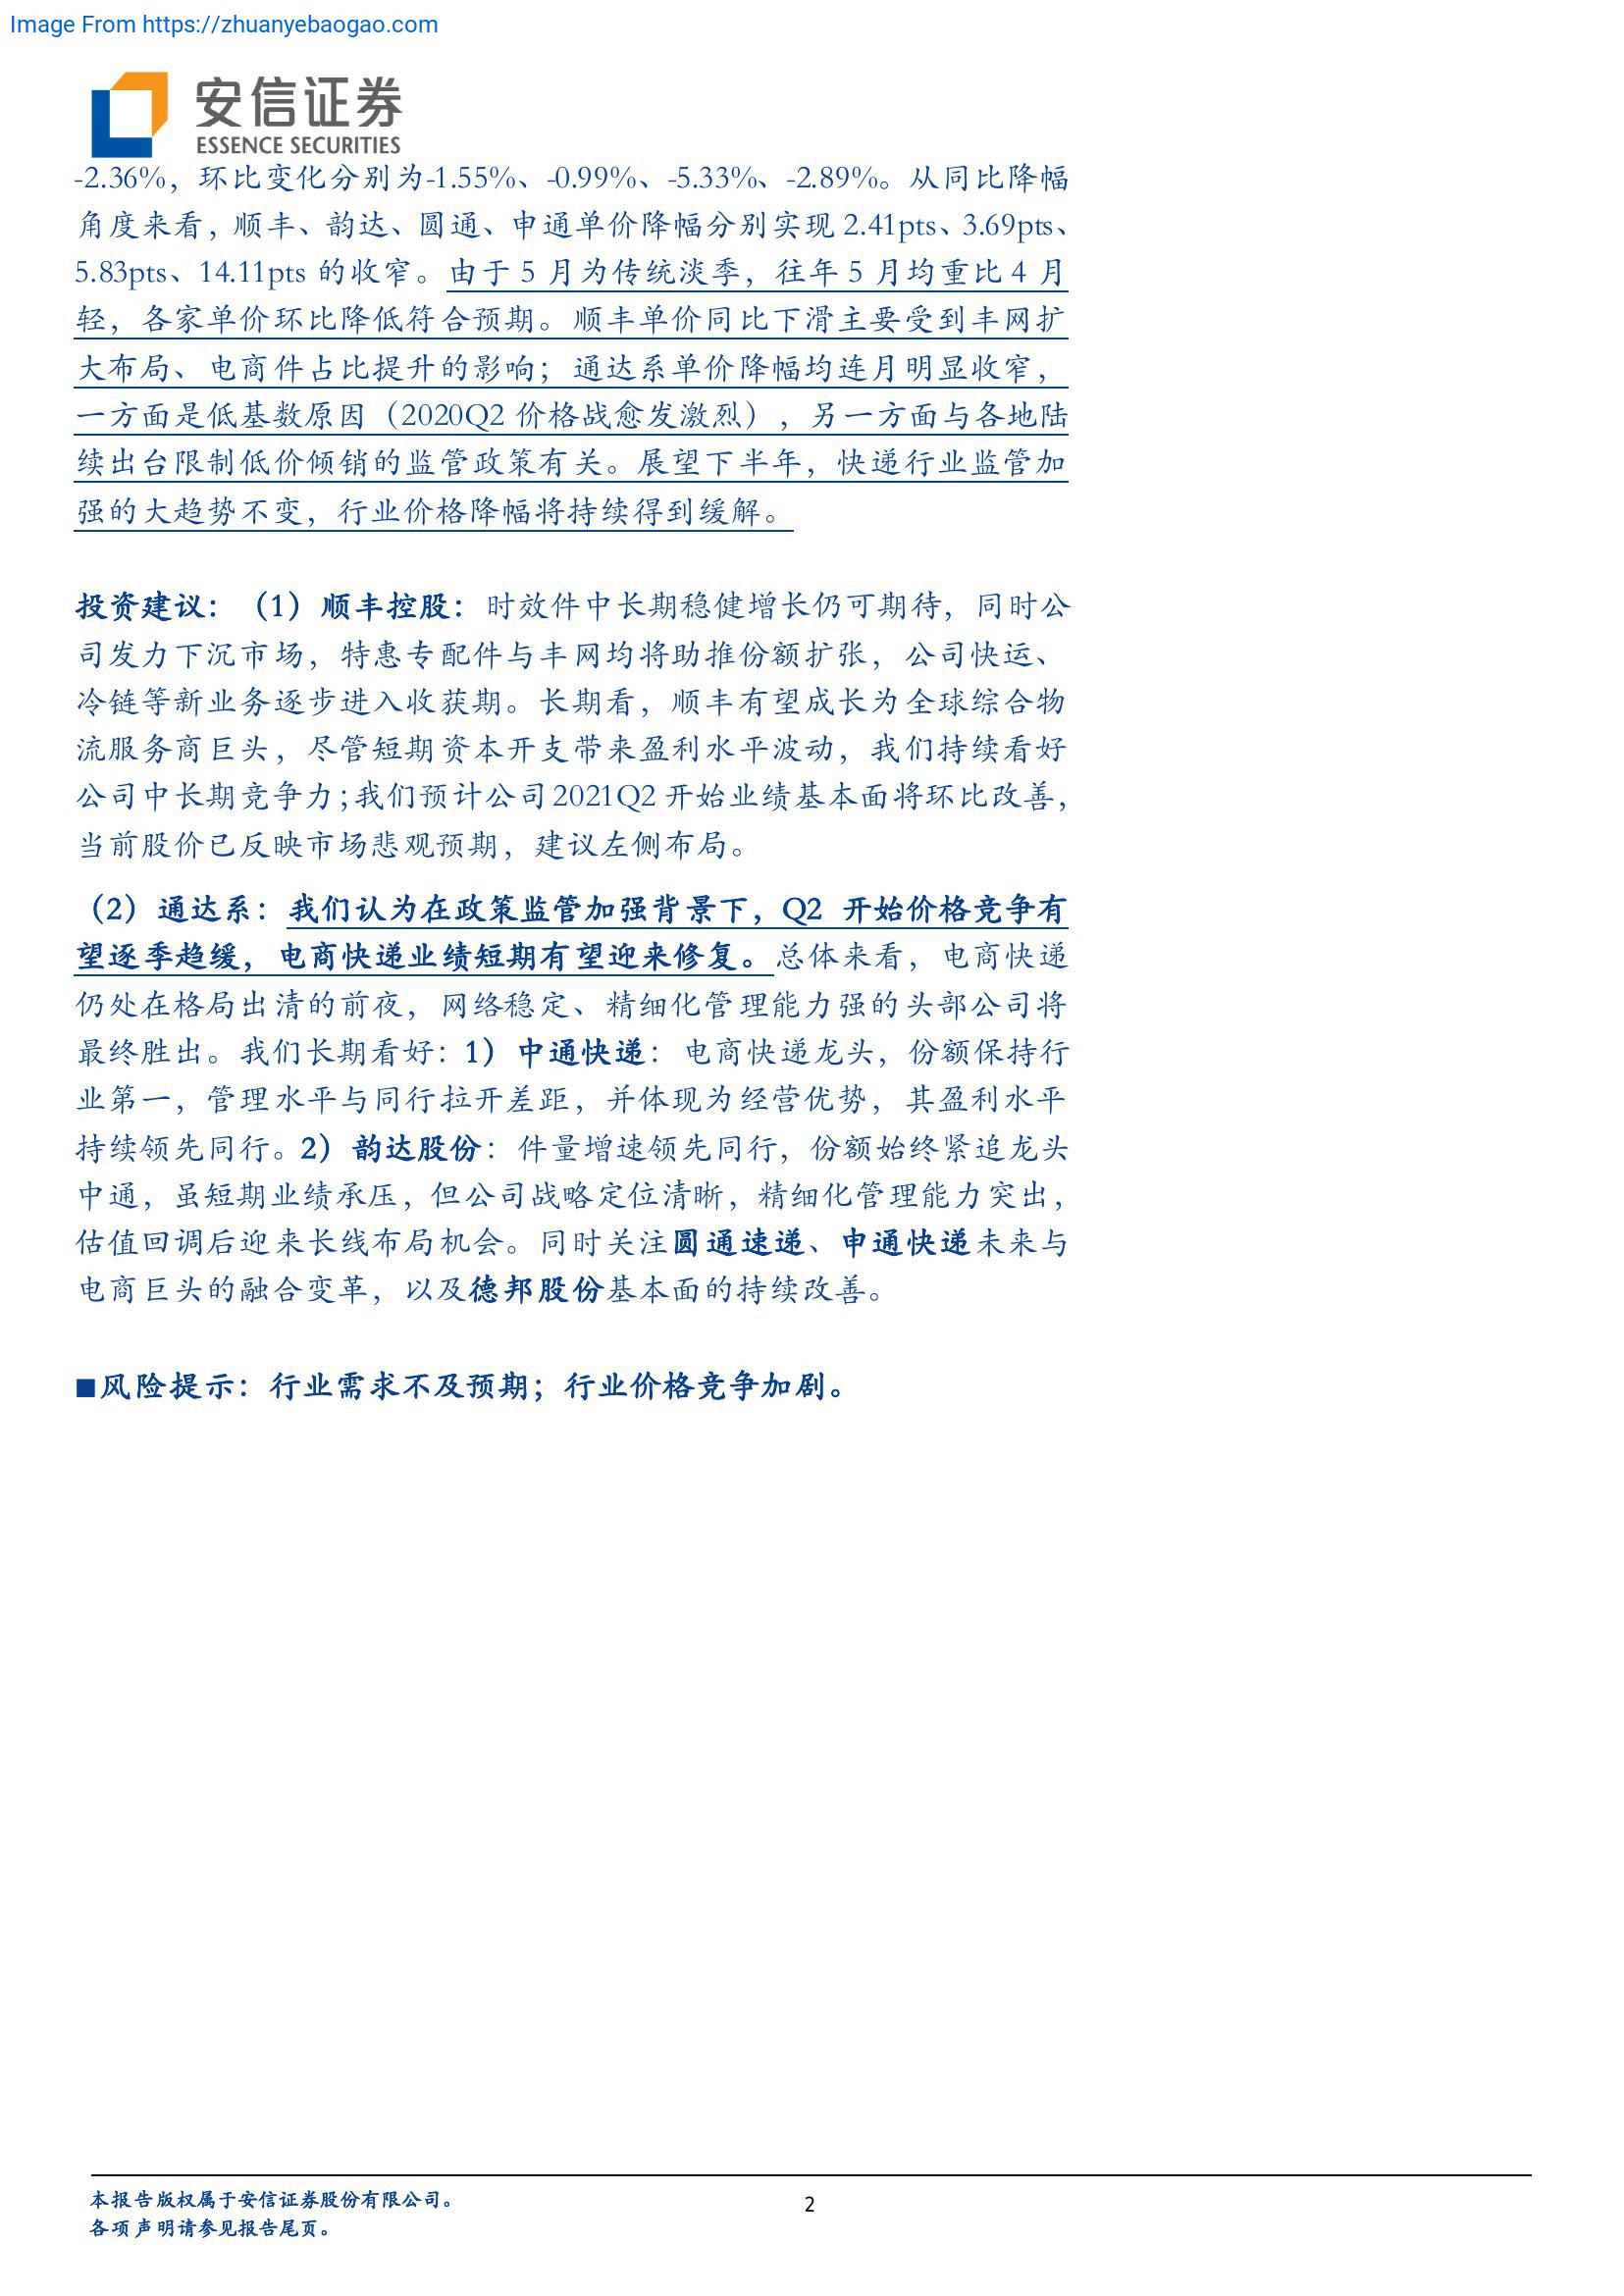 Image From https://zhuanyebaogao.com
安信证券
ESSENCE SECURITIES
-2.36%，环比变化分别为-1.55%、-0.99%、-5.33%、-2.89%。从同比降幅
角度来看，顺丰、韵达、圆通、申通单价降幅分别实现 2.41pts、3.69pts、
5.83pts、14.11pts 的收窄。由于 5 月为传统淡季，往年 5 月均重比 4 月
轻，各家单价环比降低符合预期。顺丰单价同比下滑主要受到丰网扩
大布局、电商件占比提升的影响；通达系单价降幅均连月明显收窄，
一方面是低基数原因（2020Q2 价格战愈发激烈），另一方面与各地陆
续出台限制低价倾销的监管政策有关。展望下半年，快递行业监管加
强的大趋势不变，行业价格降幅将持续得到缓解。
投资建议：（1）顺丰控股：时效件中长期稳健增长仍可期待，同时公
司发力下沉市场，特惠专配件与丰网均将助推份额扩张，公司快运、
冷链等新业务逐步进入收获期。长期看，顺丰有望成长为全球综合物
流服务商巨头，尽管短期资本开支带来盈利水平波动，我们持续看好
公司中长期竞争力；我们预计公司 2021Q2 开始业绩基本面将环比改善，
当前股价已反映市场悲观预期，建议左侧布局。
（2）通达系：我们认为在政策监管加强背景下，Q2 开始价格竞争有
望逐季趋缓，电商快递业绩短期有望迎来修复。总体来看，电商快递
仍处在格局出清的前夜，网络稳定、精细化管理能力强的头部公司将
最终胜出。我们长期看好：1）中通快递：电商快递龙头，份额保持行
业第一，管理水平与同行拉开差距，并体现为经营优势，其盈利水平
持续领先同行。2）韵达股份：件量增速领先同行，份额始终紧追龙头
中通，虽短期业绩承压，但公司战略定位清晰，精细化管理能力突出，
估值回调后迎来长线布局机会。同时关注圆通速递、申通快递未来与
电商巨头的融合变革，以及德邦股份基本面的持续改善。
■风险提示：行业需求不及预期；行业价格竞争加剧。
本报告版权属于安信证券股份有限公司。
各项声明请参见报告尾页。
2